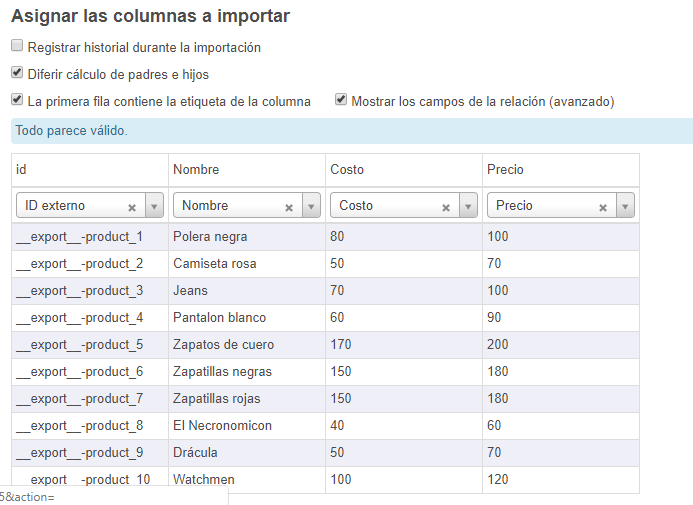 Asignar las columnas a importar
Registrar historial durante la importación
Diferir cálculo de padres e hijos
La primera fila contiene la etiqueta de la columna Mostrar los campos de la relación (avanzado)
Todo parece válido.
id Nombre Costo Precio
ID externo Nombre Costo Precio
__export__-product_1 Polera negra 80 100
__export__-product_2 Camiseta rosa 50 70
__export__-product_3 Jeans 70 100
__export__-product_4 Pantalon blanco 60 90
__export__-product_5 Zapatos de cuero 170 200
__export__-product_6 Zapatillas negras 150 180
__export__-product_7 Zapatillas rojas 150 180
__export__-product_8 El Necronomicon 40 60
__export__-product_9 Drácula 50 70
__export__-product_10 Watchmen 100 120
5&action=